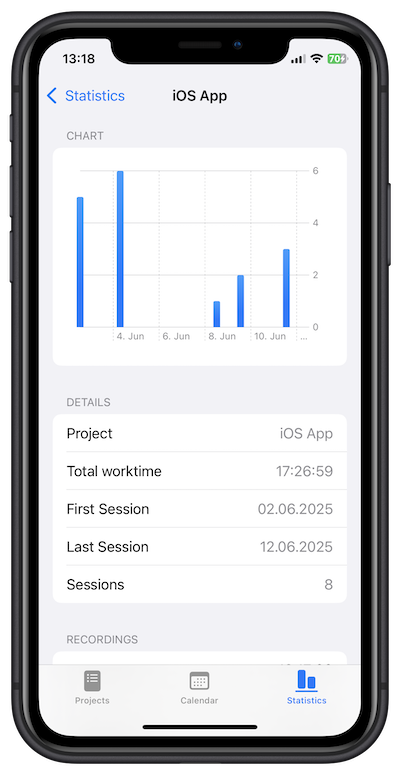 13:18
70
Statistics
iOS App
CHART
6
4
2
0
4. Jun
6. Jun
8. Jun
10. Jun
...
DETAILS
Project
iOS App
Total worktime
17:26:59
First Session
02.06.2025
Last Session
12.06.2025
Sessions
8
RECORDINGS
Projects
Calendar
Statistics